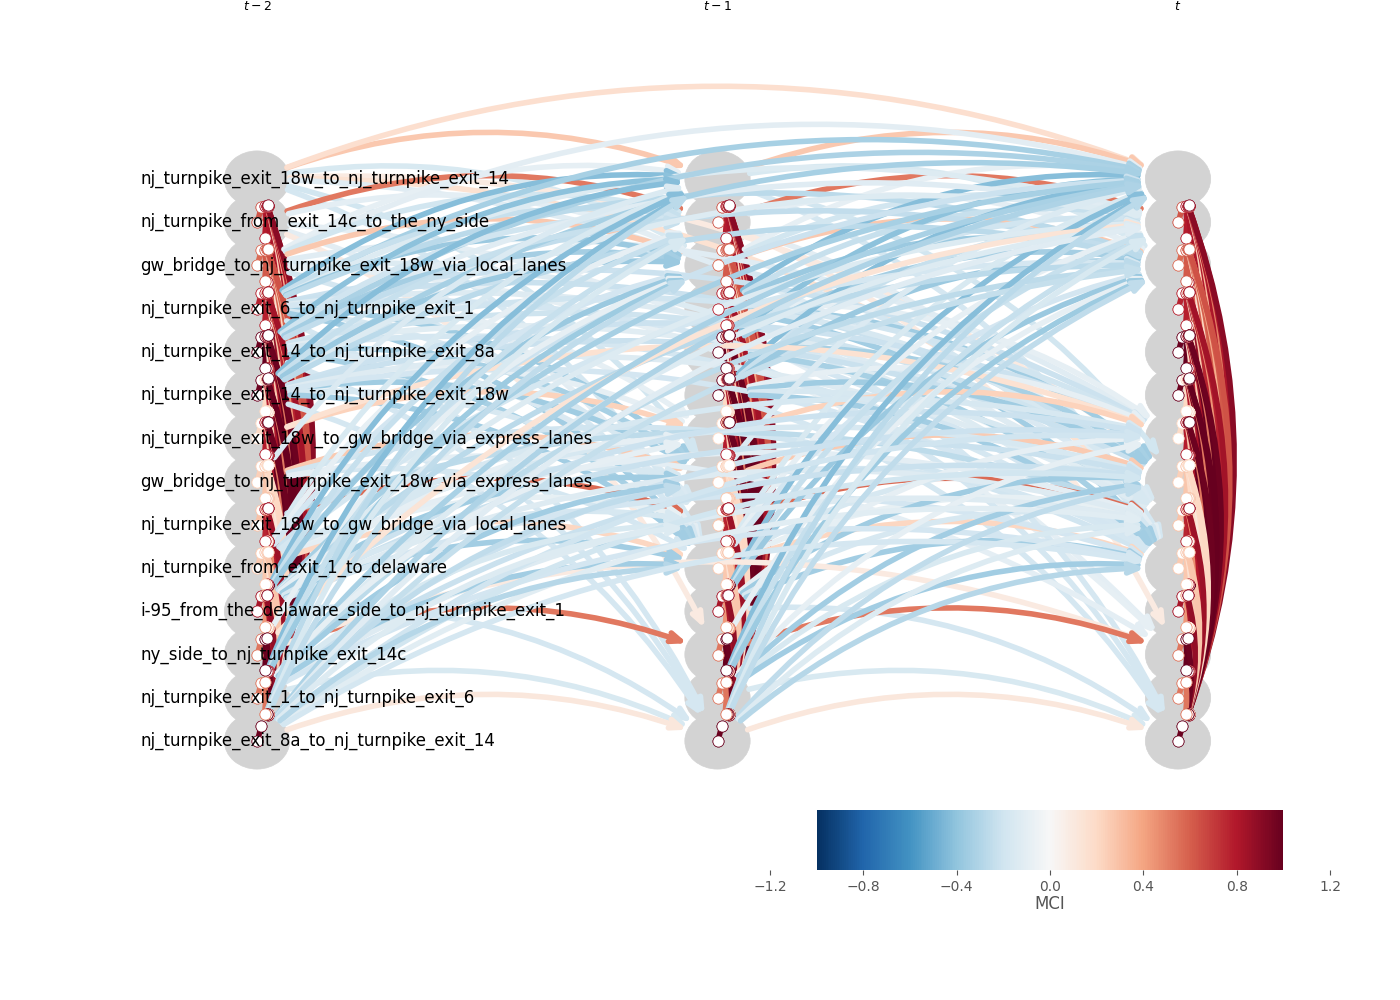 t − 2 t − 1 t
nj_turnpike_exit_18w_to_nj_turnpike_exit_14
nj_turnpike_from_exit_14c_to_the_ny_side
gw_bridge_to_nj_turnpike_exit_18w_via_local_lanes
nj_turnpike_exit_6_to_nj_turnpike_exit_1
nj_turnpike_exit_14_to_nj_turnpike_exit_8a
nj_turnpike_exit_14_to_nj_turnpike_exit_18w
nj_turnpike_exit_18w_to_gw_bridge_via_express_lanes
gw_bridge_to_nj_turnpike_exit_18w_via_express_lanes
nj_turnpike_exit_18w_to_gw_bridge_via_local_lanes
nj_turnpike_from_exit_1_to_delaware
i-95_from_the_delaware_side_to_nj_turnpike_exit_1
ny_side_to_nj_turnpike_exit_14c
nj_turnpike_exit_1_to_nj_turnpike_exit_6
nj_turnpike_exit_8a_to_nj_turnpike_exit_14
−1.2 −0.8 −0.4 0.0 0.4 0.8 1.2
MCI